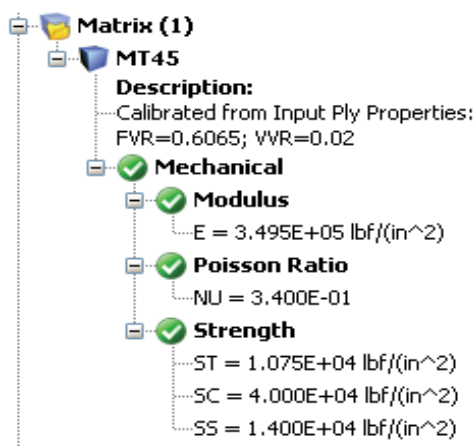 Matrix (1)
MT45
Description:
Calibrated from Input Ply Properties:
FVR=0.6065; VVR=0.02
Mechanical
Modulus
E = 3.495E+05 lbf/(in^2)
Poisson Ratio
NU = 3.400E-01
Strength
ST = 1.075E+04 lbf/(in^2)
SC = 4.000E+04 lbf/(in^2)
SS = 1.400E+04 lbf/(in^2)